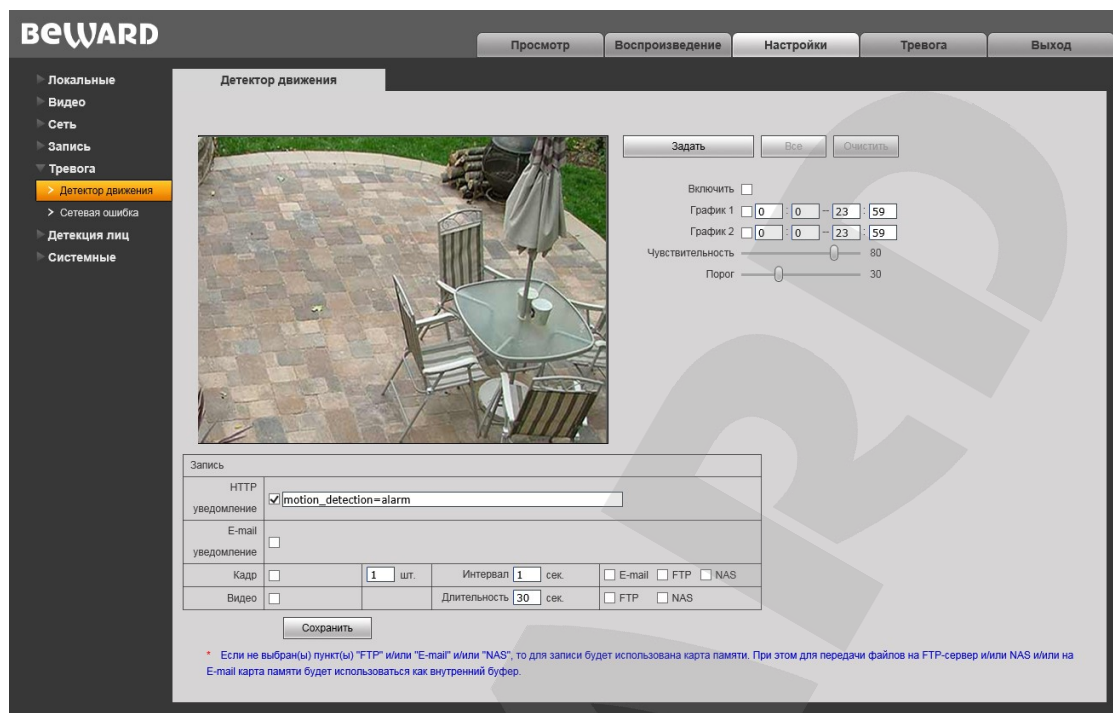 BEWARD
Просмотр Воспроизведение Настройки Тревога Выход
Локальные
Видео
Сеть
Запись
Тревога
Детектор движения
Сетевая ошибка
Детекция лиц
Системные
Детектор движения
Задать Все Очистить
Включить
График 1 0 : 0 -- 23 : 59
График 2 0 : 0 -- 23 : 59
Чувствительность 80
Порог 30
Запись
HTTP
уведомление
motion_detection=alarm
E-mail
уведомление
Кадр 1 шт. Интервал 1 сек. E-mail FTP NAS
Видео Длительность 30 сек. FTP NAS
Сохранить
* Если не выбран(ы) пункт(ы) "FTP" и/или "E-mail" и/или "NAS", то для записи будет использована карта памяти. При этом для передачи файлов на FTP-сервер и/или NAS и/или на
E-mail карта памяти будет использоваться как внутренний буфер.